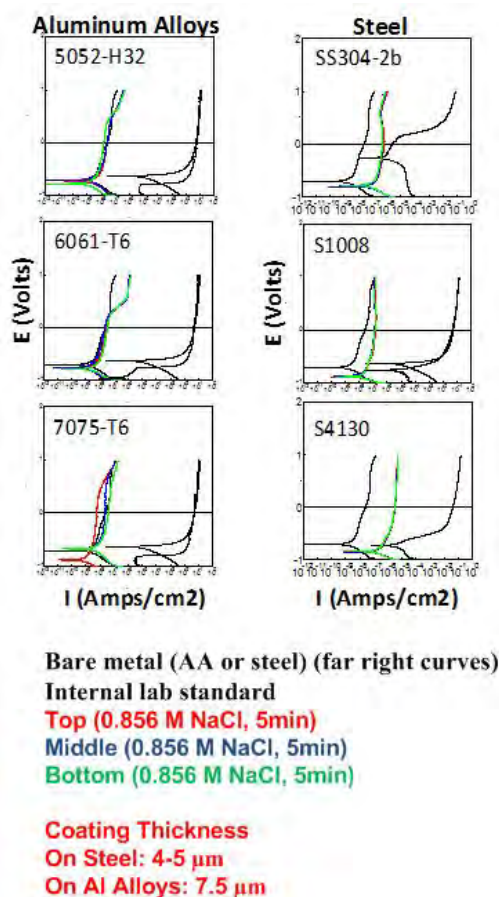 Aluminum Alloys
Steel
5052-H32
SS304-2b
6061-T6
S1008
7075-T6
S4130
E (Volts)
E (Volts)
I (Amps/cm2)
I (Amps/cm2)
Bare metal (AA or steel) (far right curves)
Internal lab standard
Top (0.856 M NaCl, 5min)
Middle (0.856 M NaCl, 5min)
Bottom (0.856 M NaCl, 5min)
Coating Thickness
On Steel: 4-5 µm
On Al Alloys: 7.5 µm